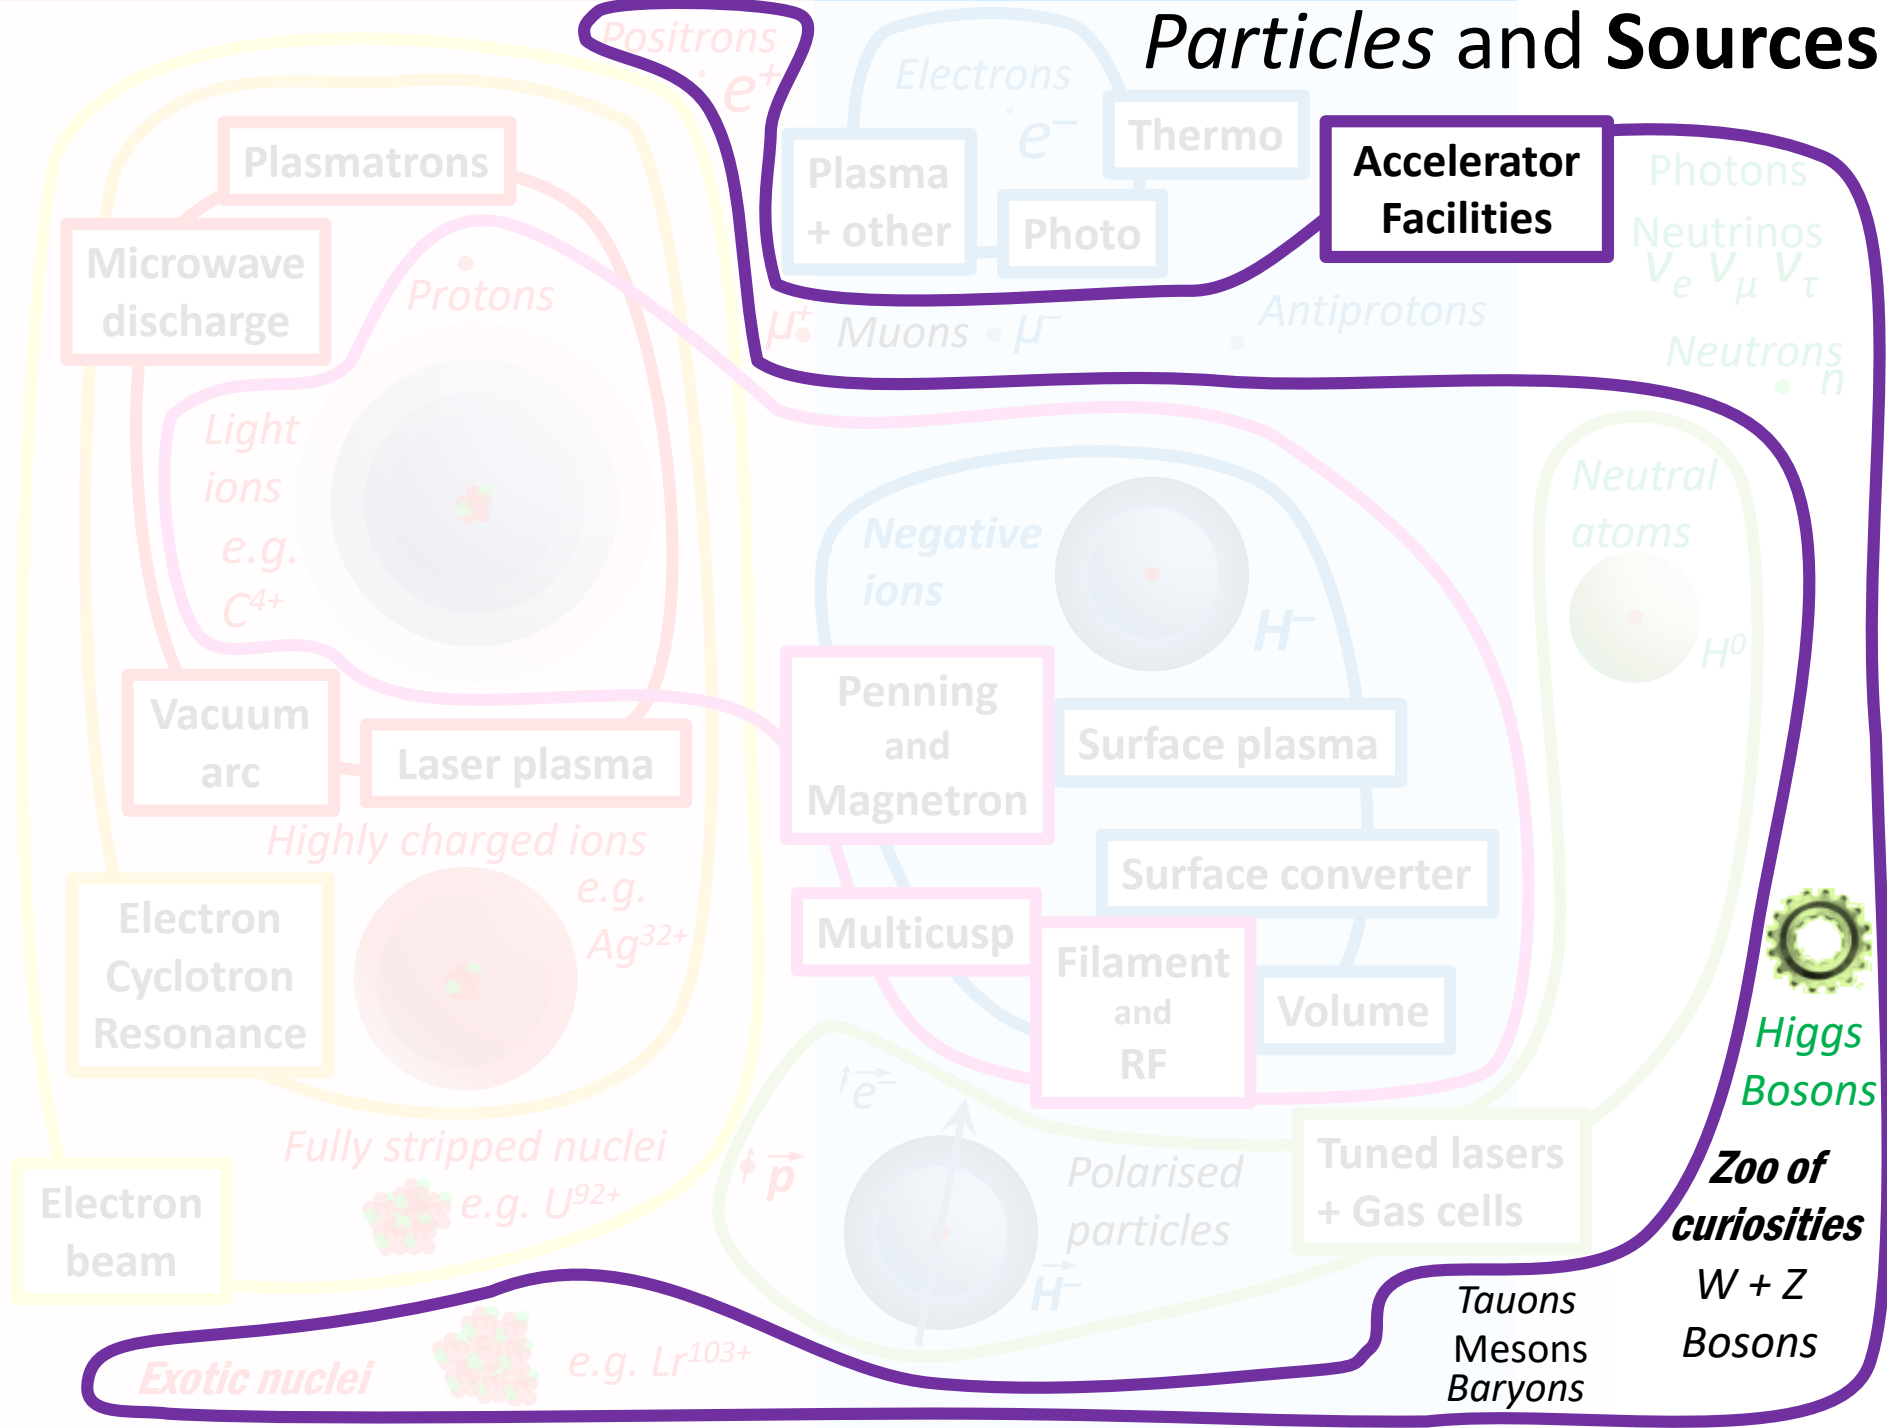 Particles and Sources
Positrons
e⁺
Electrons
e⁻
Thermo
Plasma
+ other
Photo
Accelerator
Facilities
Photons
Neutrinos
νₑ ν_μ ν_τ
Neutrons
n
Plasmatrons
Microwave
discharge
Protons
μ⁺ Muons μ⁻
Antiprotons
Light
ions
e.g.
C⁴⁺
Negative
ions
H⁻
Neutral
atoms
H⁰
Vacuum
arc
Laser plasma
Penning
and
Magnetron
Surface plasma
Surface converter
Multicusp
Filament
and
RF
Volume
Highly charged ions
e.g.
Ag³²⁺
Electron
Cyclotron
Resonance
Fully stripped nuclei
e.g. U⁹²⁺
Electron
beam
e⁻
p
H⁻
Polarised
particles
Tuned lasers
+ Gas cells
Higgs
Bosons
Zoo of
curiosities
W + Z
Bosons
Tauons
Mesons
Baryons
Exotic nuclei
e.g. Lr¹⁰³⁺